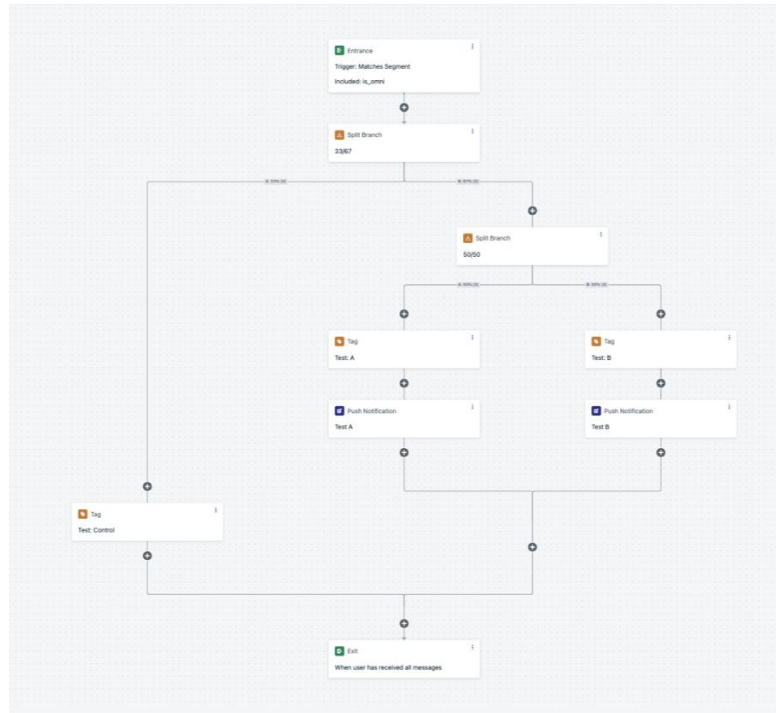 Entrance
Trigger: Matches Segment
Included: is_omni
Split Branch
33/67
Split Branch
50/50
Tag
Test: A
Tag
Test: B
Push Notification
Test A
Push Notification
Test B
Tag
Test: Control
Exit
When user has received all messages